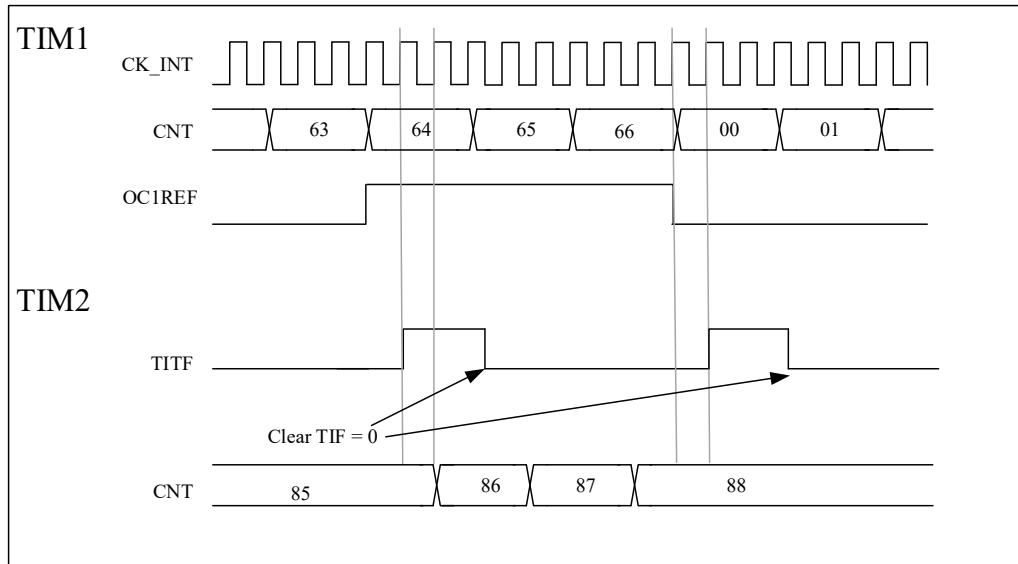 TIM1
CK_INT
CNT 63 64 65 66 00 01
OC1REF
TIM2
TITF
Clear TIF = 0
CNT 85 86 87 88